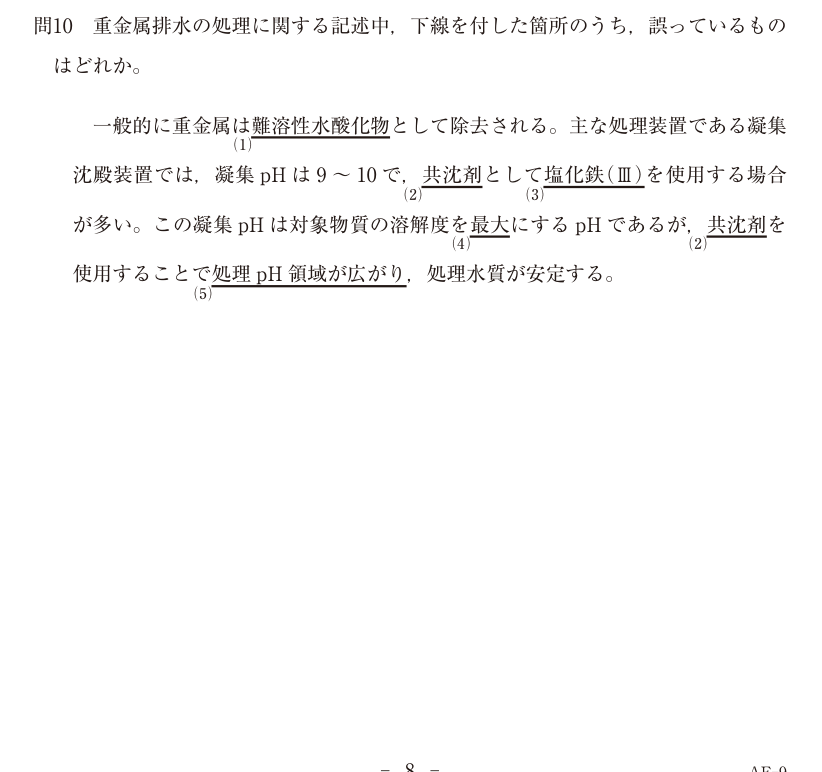 問10 重金属排水の処理に関する記述中，下線を付した箇所のうち，誤っているもの
はどれか。
一般的に重金属は(1)難溶性水酸化物として除去される。主な処理装置である凝集
沈殿装置では，凝集 pH は 9 ～ 10 で，(2)共沈剤として(3)塩化鉄(Ⅲ)を使用する場合
が多い。この凝集 pH は対象物質の溶解度を(4)最大にする pH であるが，(2)共沈剤を
使用することで(5)処理 pH 領域が広がり，処理水質が安定する。
－ 8 －